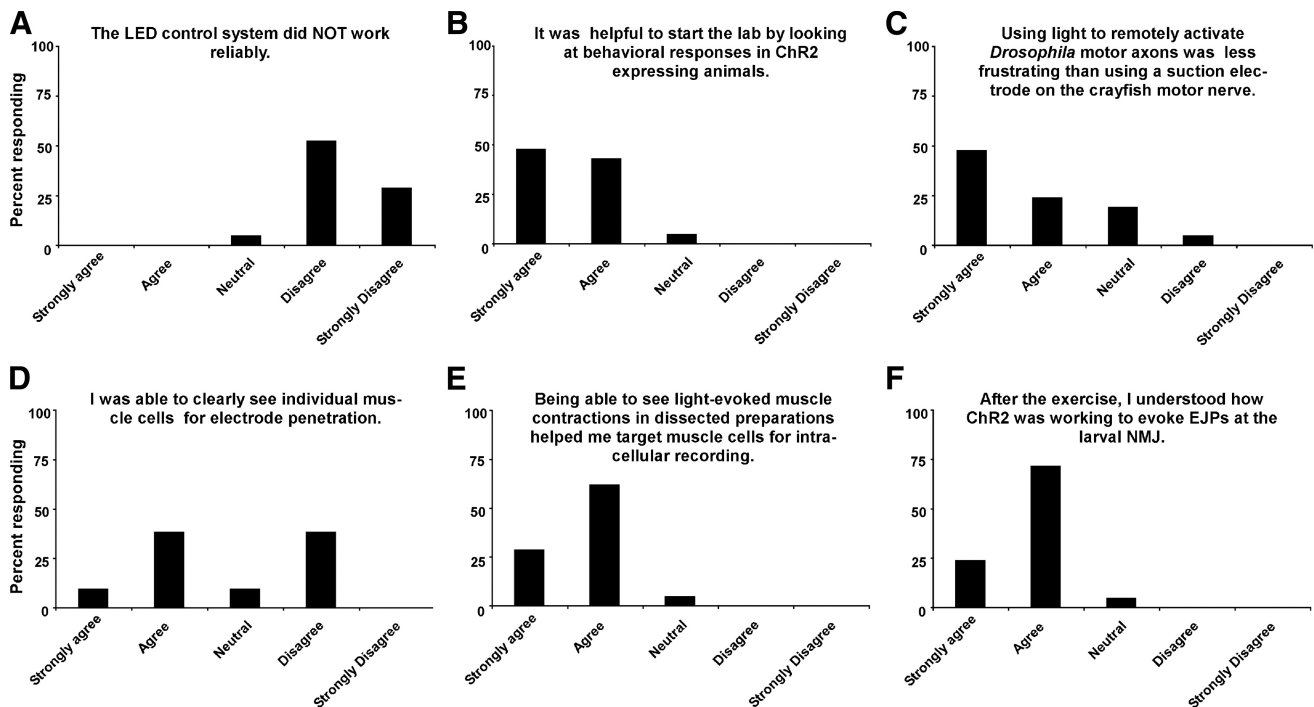 A
The LED control system did NOT work
reliably.
Percent responding
100
75
50
25
0
Strongly agree
Agree
Neutral
Disagree
Strongly Disagree
B
It was helpful to start the lab by looking
at behavioral responses in ChR2
expressing animals.
100
75
50
25
0
Strongly agree
Agree
Neutral
Disagree
Strongly Disagree
C
Using light to remotely activate
Drosophila motor axons was less
frustrating than using a suction elec-
trode on the crayfish motor nerve.
100
75
50
25
0
Strongly agree
Agree
Neutral
Disagree
Strongly Disagree
D
I was able to clearly see individual mus-
cle cells for electrode penetration.
Percent responding
100
75
50
25
0
Strongly agree
Agree
Neutral
Disagree
Strongly Disagree
E
Being able to see light-evoked muscle
contractions in dissected preparations
helped me target muscle cells for intra-
cellular recording.
100
75
50
25
0
Strongly agree
Agree
Neutral
Disagree
Strongly Disagree
F
After the exercise, I understood how
ChR2 was working to evoke EJPs at the
larval NMJ.
100
75
50
25
0
Strongly agree
Agree
Neutral
Disagree
Strongly Disagree